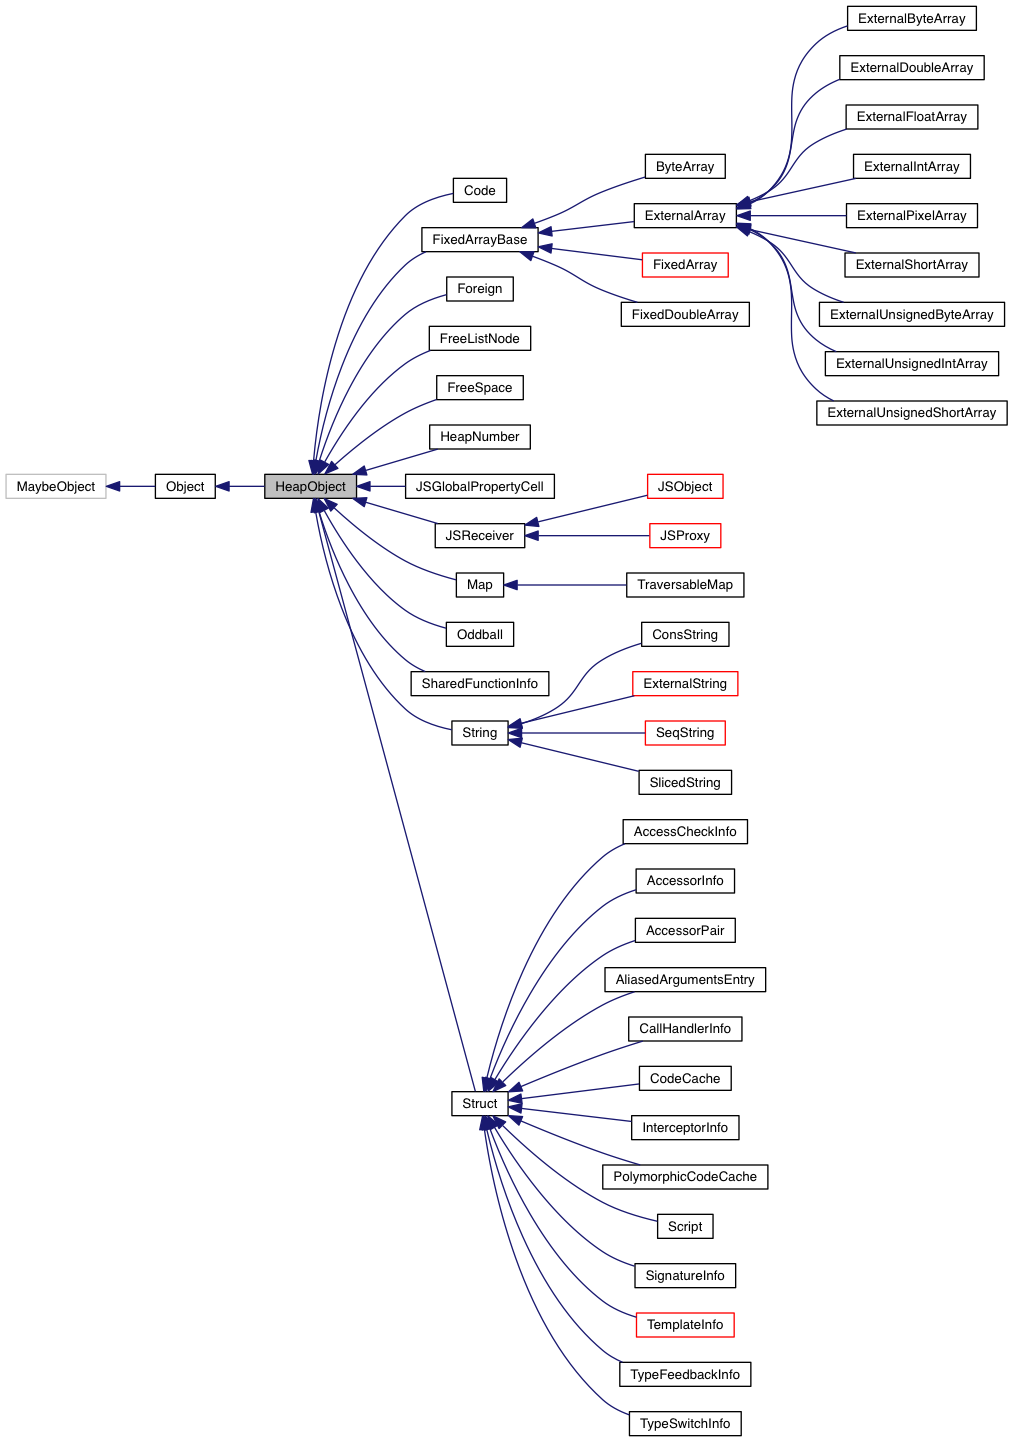 ExternalByteArray
ExternalDoubleArray
ExternalFloatArray
ByteArray
ExternalIntArray
Code
ExternalArray
ExternalPixelArray
FixedArrayBase
FixedArray
ExternalShortArray
Foreign
FixedDoubleArray
ExternalUnsignedByteArray
FreeListNode
ExternalUnsignedIntArray
FreeSpace
ExternalUnsignedShortArray
HeapNumber
MaybeObject
Object
HeapObject
JSGlobalPropertyCell
JSObject
JSReceiver
JSProxy
Map
TraversableMap
Oddball
ConsString
SharedFunctionInfo
ExternalString
String
SeqString
SlicedString
AccessCheckInfo
AccessorInfo
AccessorPair
AliasedArgumentsEntry
CallHandlerInfo
CodeCache
Struct
InterceptorInfo
PolymorphicCodeCache
Script
SignatureInfo
TemplateInfo
TypeFeedbackInfo
TypeSwitchInfo